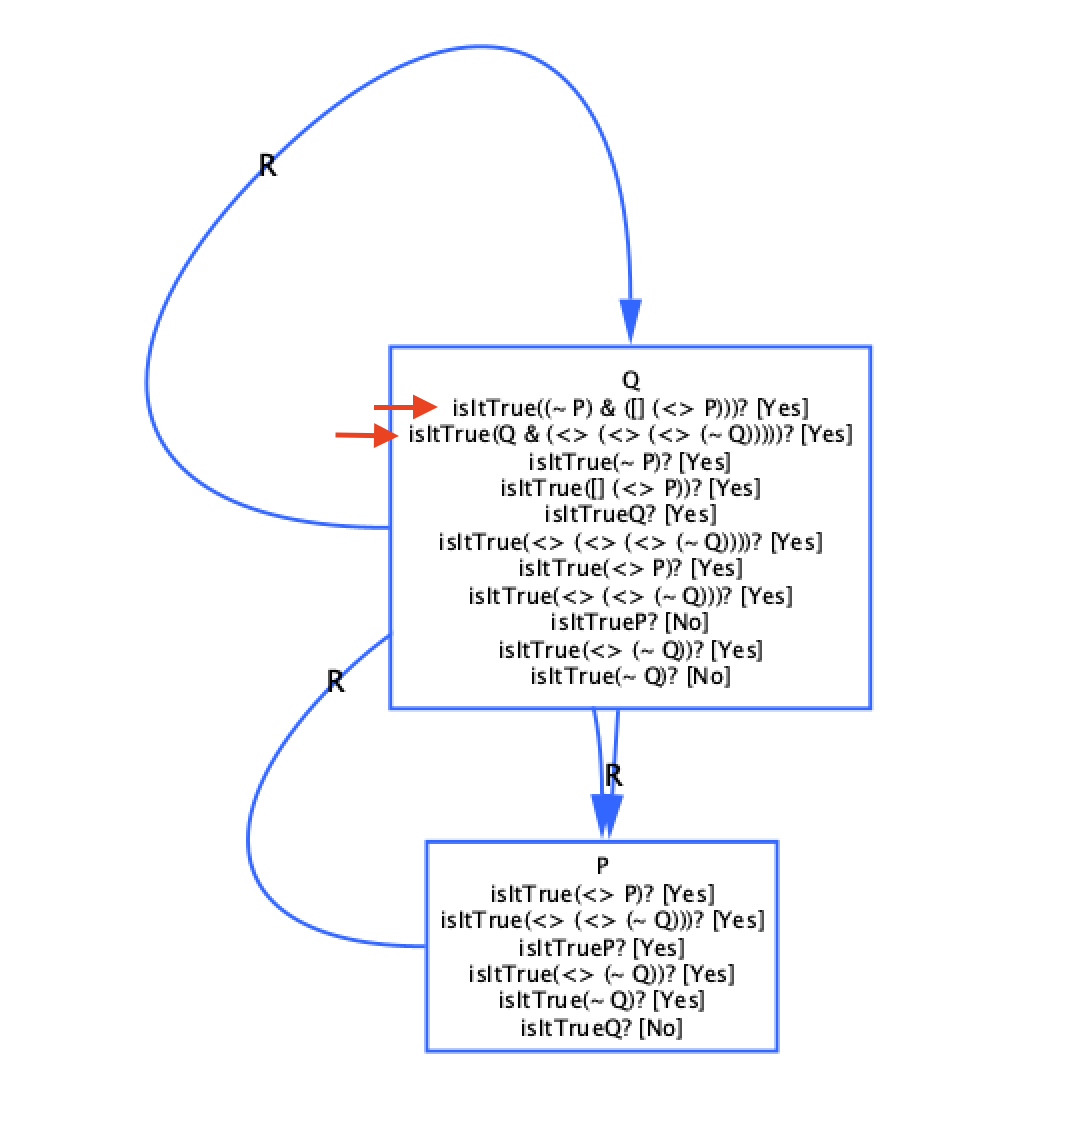 R
Q
isItTrue((~ P) & ([] (<> P)))? [Yes]
isItTrue(Q & (<> (<> (<> (~ Q)))))? [Yes]
isItTrue(~ P)? [Yes]
isItTrue([] (<> P))? [Yes]
isItTrueQ? [Yes]
isItTrue(<> (<> (<> (~ Q))))? [Yes]
isItTrue(<> P)? [Yes]
isItTrue(<> (<> (~ Q)))? [Yes]
isItTrueP? [No]
isItTrue(<> (~ Q))? [Yes]
isItTrue(~ Q)? [No]
R
R
P
isItTrue(<> P)? [Yes]
isItTrue(<> (<> (~ Q)))? [Yes]
isItTrueP? [Yes]
isItTrue(<> (~ Q))? [Yes]
isItTrue(~ Q)? [Yes]
isItTrueQ? [No]